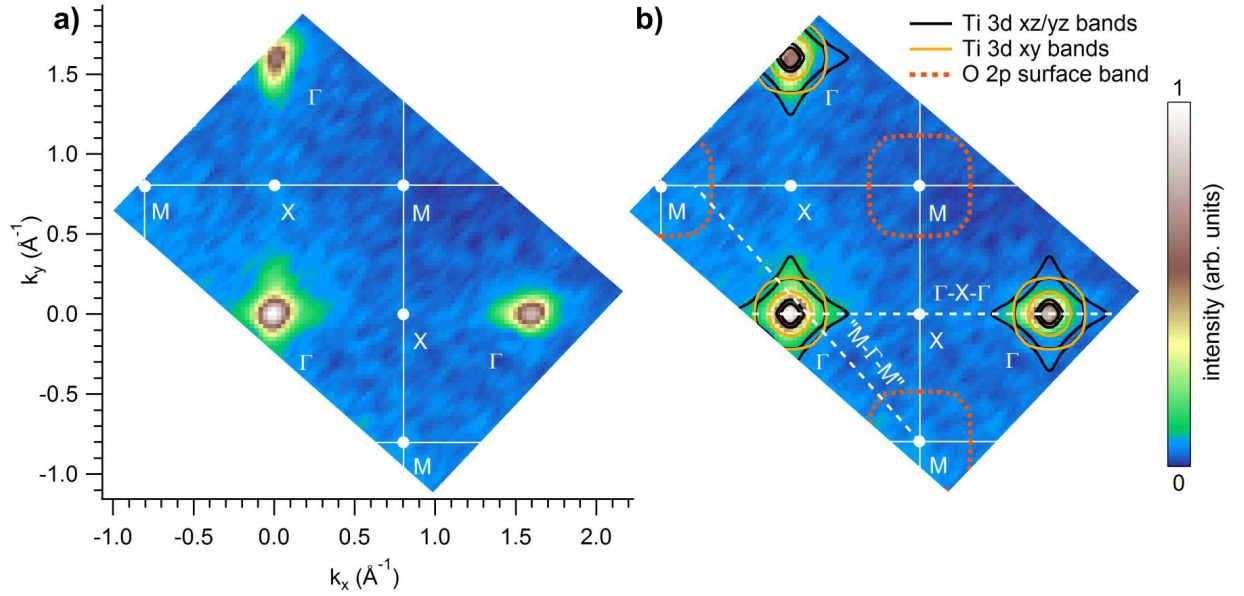 a)
b)
Ti 3d xz/yz bands
Ti 3d xy bands
O 2p surface band
1
0
intensity (arb. units)
1.5
1.0
0.5
0.0
-0.5
-1.0
k_y (Å^-1)
-1.0 -0.5 0.0 0.5 1.0 1.5 2.0
k_x (Å^-1)
Γ
M X M
Γ X Γ
M
Γ
M X M
Γ-X-Γ
"M-Γ-M"
Γ X Γ
M